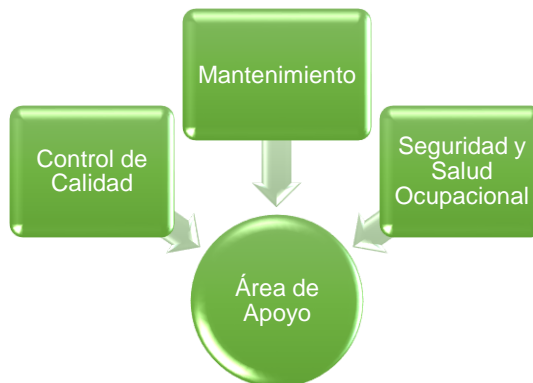 Mantenimiento
Control de
Calidad
Seguridad y
Salud
Ocupacional
Área de
Apoyo